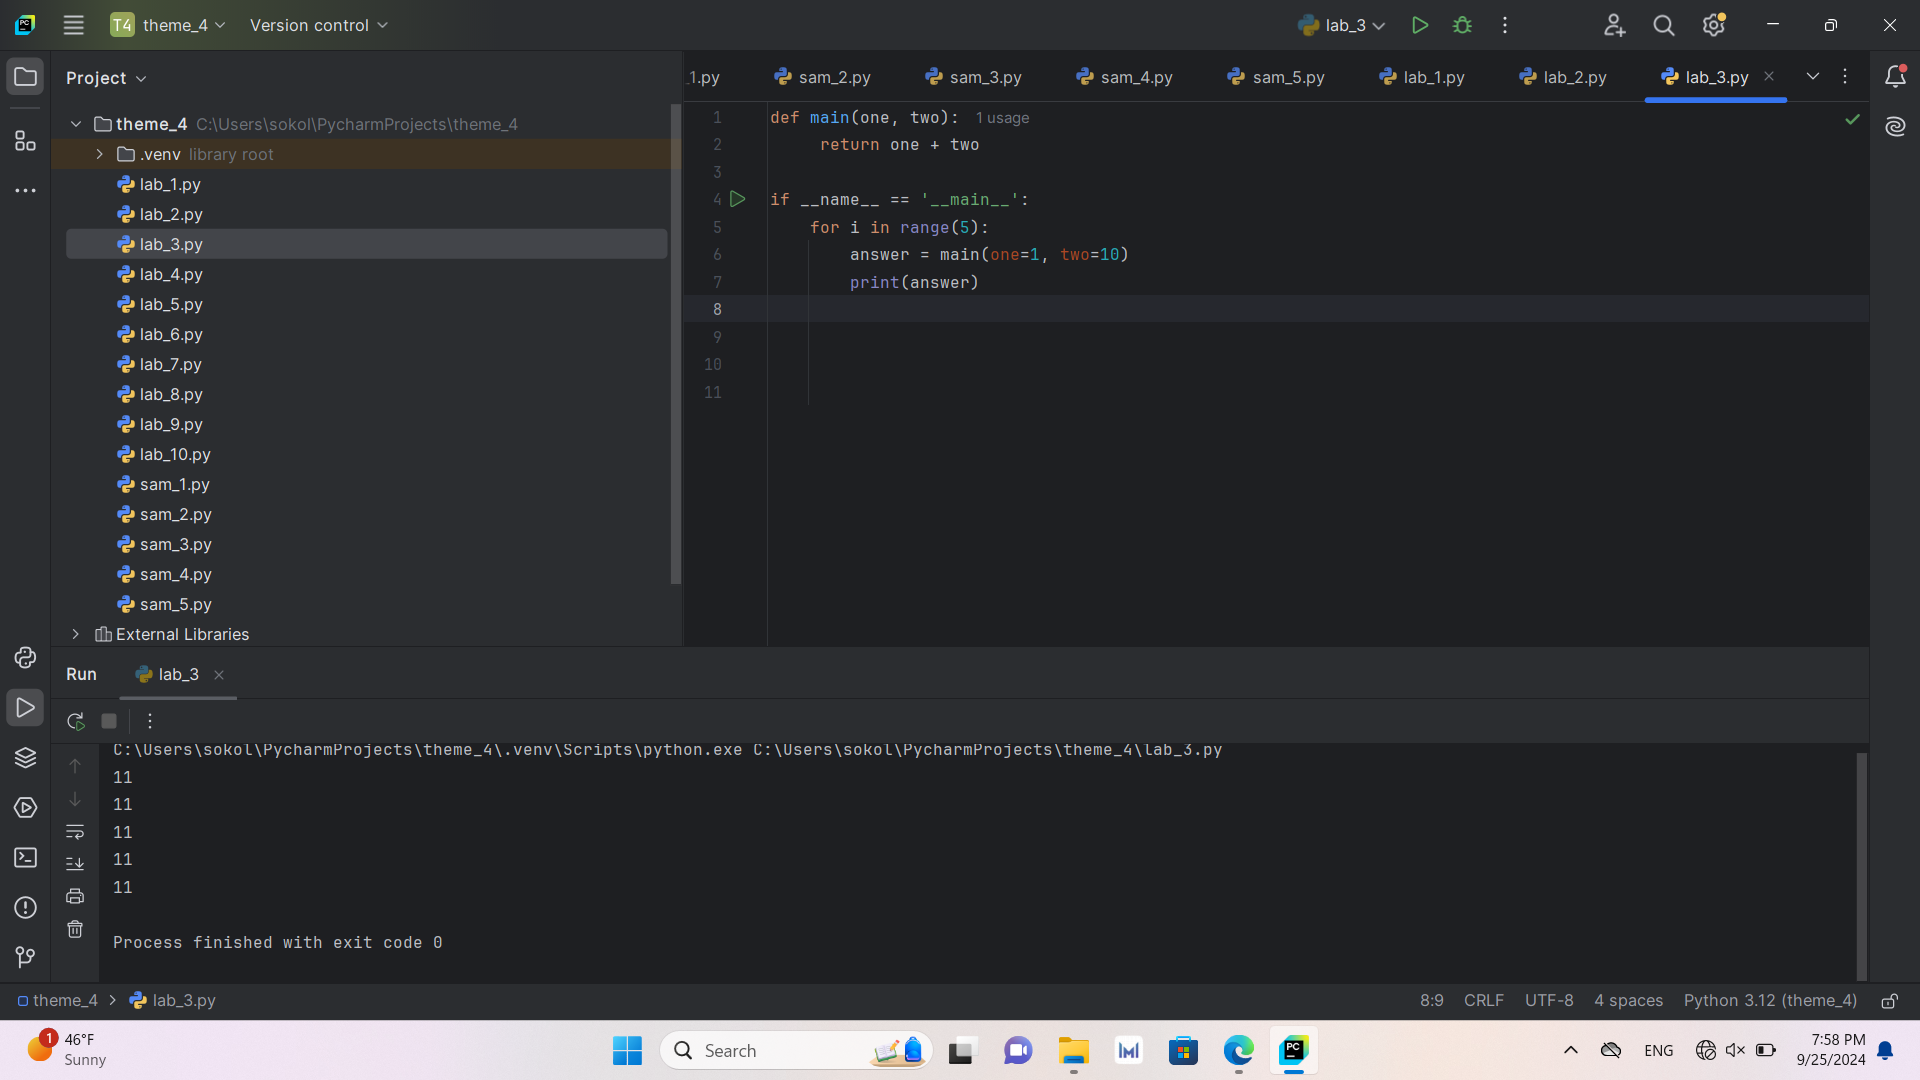 T4 theme_4 Version control lab_3
Project
1.py sam_2.py sam_3.py sam_4.py sam_5.py lab_1.py lab_2.py lab_3.py
theme_4 C:\Users\sokol\PycharmProjects\theme_4
.venv library root
lab_1.py
lab_2.py
lab_3.py
lab_4.py
lab_5.py
lab_6.py
lab_7.py
lab_8.py
lab_9.py
lab_10.py
sam_1.py
sam_2.py
sam_3.py
sam_4.py
sam_5.py
External Libraries
1 def main(one, two): 1 usage
2 return one + two
3
4 if __name__ == '__main__':
5 for i in range(5):
6 answer = main(one=1, two=10)
7 print(answer)
8
9
10
11
Run lab_3
C:\Users\sokol\PycharmProjects\theme_4\.venv\Scripts\python.exe C:\Users\sokol\PycharmProjects\theme_4\lab_3.py
11
11
11
11
11
Process finished with exit code 0
theme_4 lab_3.py 8:9 CRLF UTF-8 4 spaces Python 3.12 (theme_4)
1 46°F
Sunny
Search
PC
ENG
7:58 PM
9/25/2024